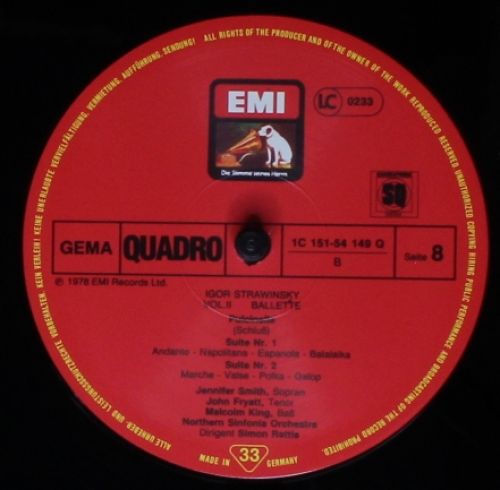 ALLE URHEBER- UND LEISTUNGSSCHUTZRECHTE VORBEHALTEN. KEIN VERLEIH! KEINE UNERLAUBTE VERVIELFÄLTIGUNG, VERMIETUNG, AUFFÜHRUNG, SENDUNG!
ALL RIGHTS OF THE PRODUCER AND OF THE OWNER OF THE WORK REPRODUCED RESERVED UNAUTHORIZED COPYING HIRING PUBLIC PERFORMANCE AND BROADCASTING OF THE RECORD PROHIBITED.
EMI
LC 0233
Die Stimme seines Herrn
SQ
GEMA
QUADRO
1C 151-54 149 Q
B
Seite 8
℗ 1978 EMI Records Ltd.
IGOR STRAWINSKY
VOL.II BALLETTE
Pulcinella
(Schluß)
Suite Nr. 1
Andante - Napolitana - Espanola - Balalaika
Suite Nr. 2
Marche - Valse - Polka - Galop
Jennifer Smith, Sopran
John Fryatt, Tenor
Malcolm King, Baß
Northern Sinfonia Orchestra
Dirigent Simon Rattle
MADE IN 33 GERMANY